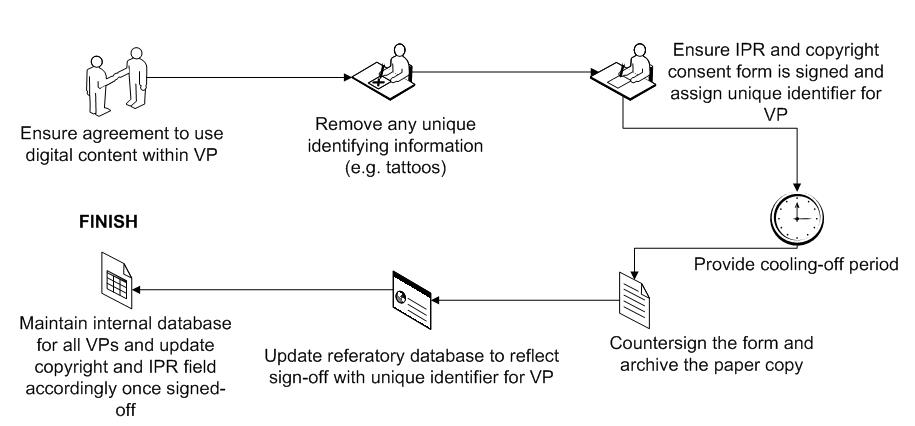 Ensure agreement to use
digital content within VP
Remove any unique
identifying information
(e.g. tattoos)
Ensure IPR and copyright
consent form is signed and
assign unique identifier for
VP
Provide cooling-off period
Countersign the form and
archive the paper copy
Update referatory database to reflect
sign-off with unique identifier for VP
FINISH
Maintain internal database
for all VPs and update
copyright and IPR field
accordingly once signed-
off